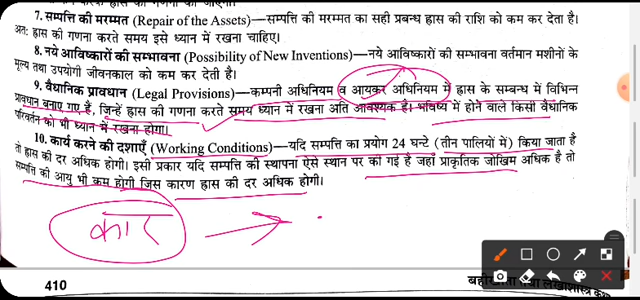 7. सम्पत्ति की मरम्मत (Repair of the Assets)—सम्पत्ति की मरम्मत का सही प्रबन्ध ह्रास की राशि को कम कर देता है।
अतः ह्रास की गणना करते समय इसे ध्यान में रखना चाहिए।
8. नये आविष्कारों की सम्भावना (Possibility of New Inventions)—नये आविष्कारों की सम्भावना वर्तमान मशीनों के
मूल्य तथा उपयोगी जीवनकाल को कम कर देती है।
9. वैधानिक प्रावधान (Legal Provisions)—कम्पनी अधिनियम व आयकर अधिनियम में ह्रास के सम्बन्ध में विभिन्न
प्रावधान बनाए गए हैं, जिन्हें ह्रास की गणना करते समय ध्यान में रखना अति आवश्यक है। भविष्य में होने वाले किसी वैधानिक
परिवर्तन को भी ध्यान में रखना होगा।
10. कार्य करने की दशाएँ (Working Conditions)—यदि सम्पत्ति का प्रयोग 24 घन्टे (तीन पालियों में) किया जाता है
तो ह्रास की दर अधिक होगी। इसी प्रकार यदि सम्पत्ति की स्थापना ऐसे स्थान पर की गई है जहाँ प्राकृतिक जोखिम अधिक है तो
सम्पत्ति की आयु भी कम होगी जिस कारण ह्रास की दर अधिक होगी।
कार
410
बहीखाता तथा लेखाशास्त्र